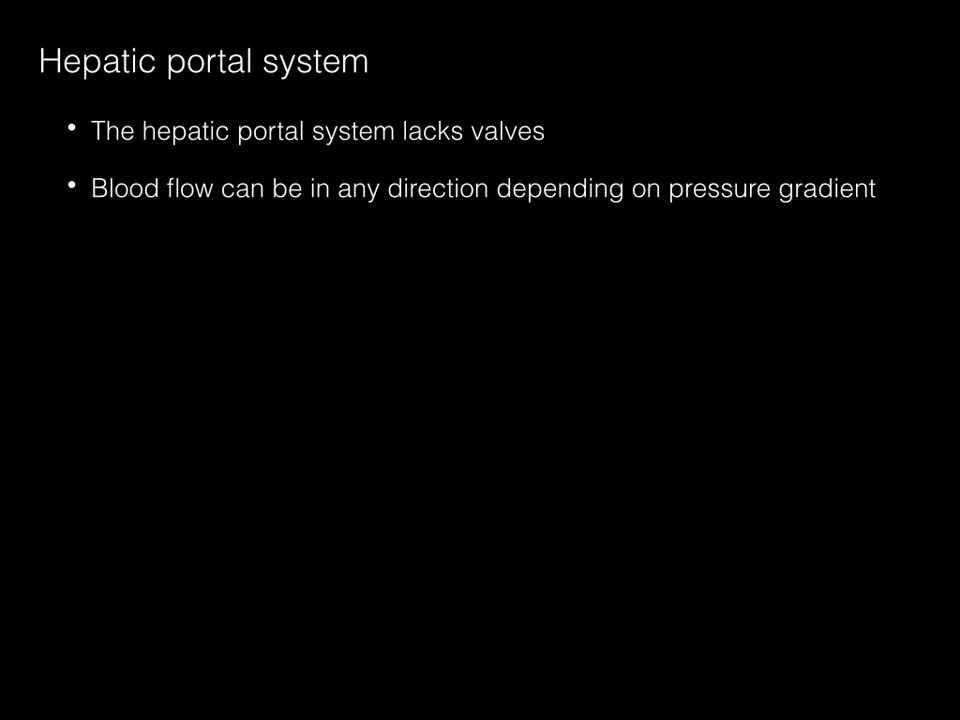 Hepatic portal system
• The hepatic portal system lacks valves
• Blood flow can be in any direction depending on pressure gradient